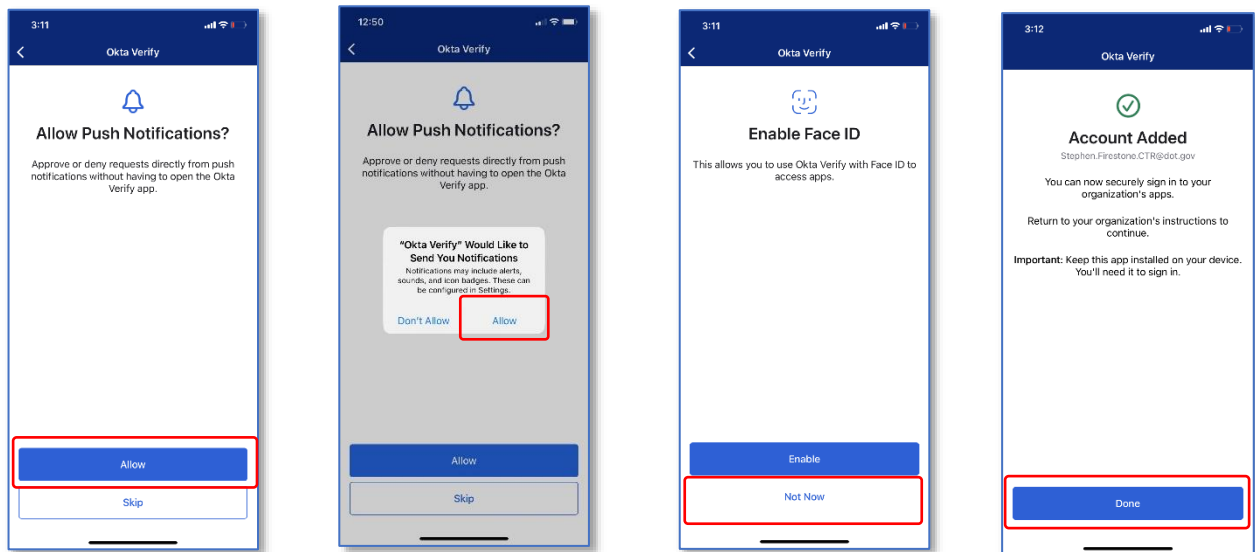 3:11
Okta Verify
Allow Push Notifications?
Approve or deny requests directly from push
notifications without having to open the Okta
Verify app.
Allow
Skip
12:50
Okta Verify
Allow Push Notifications?
Approve or deny requests directly from push
notifications without having to open the Okta
Verify app.
"Okta Verify" Would Like to
Send You Notifications
Notifications may include alerts,
sounds, and icon badges. These can
be configured in Settings.
Don't Allow
Allow
Allow
Skip
3:11
Okta Verify
Enable Face ID
This allows you to use Okta Verify with Face ID to
access apps.
Enable
Not Now
3:12
Okta Verify
Account Added
Stephen.Firestone.CTR@dot.gov
You can now securely sign in to your
organization's apps.
Return to your organization's instructions to
continue.
Important: Keep this app installed on your device.
You'll need it to sign in.
Done